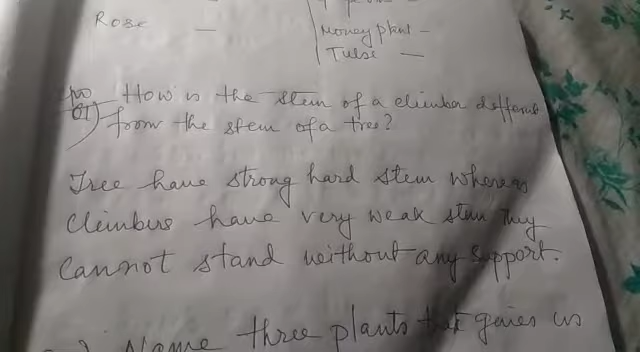 Rose —
Money plant -
Tulsi —
01) How is the stem of a climber different
from the stem of a tree?
Tree have strong hard stem whereas
Climbers have very weak stem They
Cannot stand without any support.
Name three plants that gives us